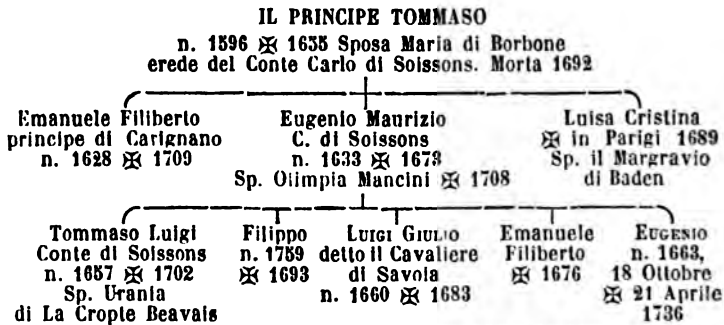 IL PRINCIPE TOMMASO
n. 1596 ✠ 1635 Sposa Maria di Borbone
erede del Conte Carlo di Soissons. Morta 1692
Emanuele Filiberto
principe di Carignano
n. 1628 ✠ 1709
Eugenio Maurizio
C. di Soissons
n. 1633 ✠ 1673
Sp. Olimpia Mancini ✠ 1708
Luisa Cristina
✠ in Parigi 1689
Sp. il Margravio
di Baden
Tommaso Luigi
Conte di Soissons
n. 1657 ✠ 1702
Sp. Urania
di La Cropte Beavais
Filippo
n. 1759
✠ 1693
LUIGI GIULIO
detto il Cavaliere
di Savoia
n. 1660 ✠ 1683
Emanuele
Filiberto
✠ 1676
EUGENIO
n. 1663,
18 Ottobre
✠ 21 Aprile
1736